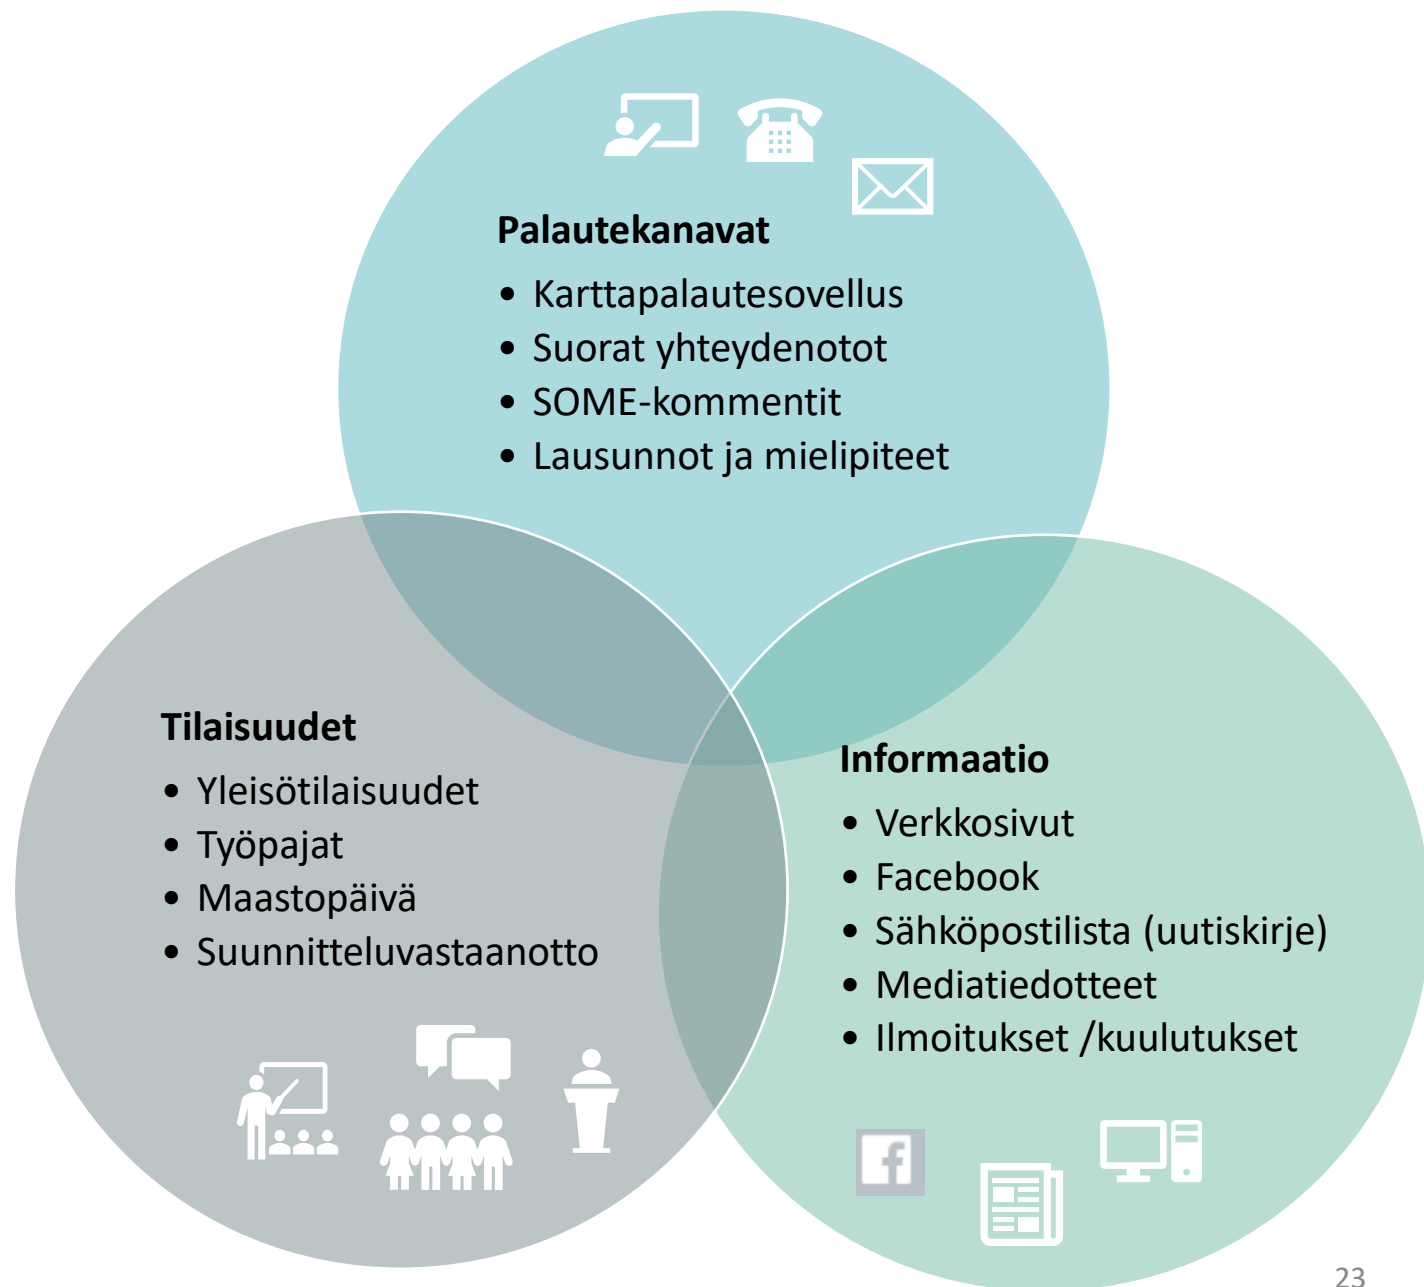 Palautekanavat
• Karttapalautesovellus
• Suorat yhteydenotot
• SOME-kommentit
• Lausunnot ja mielipiteet
Tilaisuudet
• Yleisötilaisuudet
• Työpajat
• Maastopäivä
• Suunnitteluvastaanotto
Informaatio
• Verkkosivut
• Facebook
• Sähköpostilista (uutiskirje)
• Mediatiedotteet
• Ilmoitukset /kuulutukset
f
23